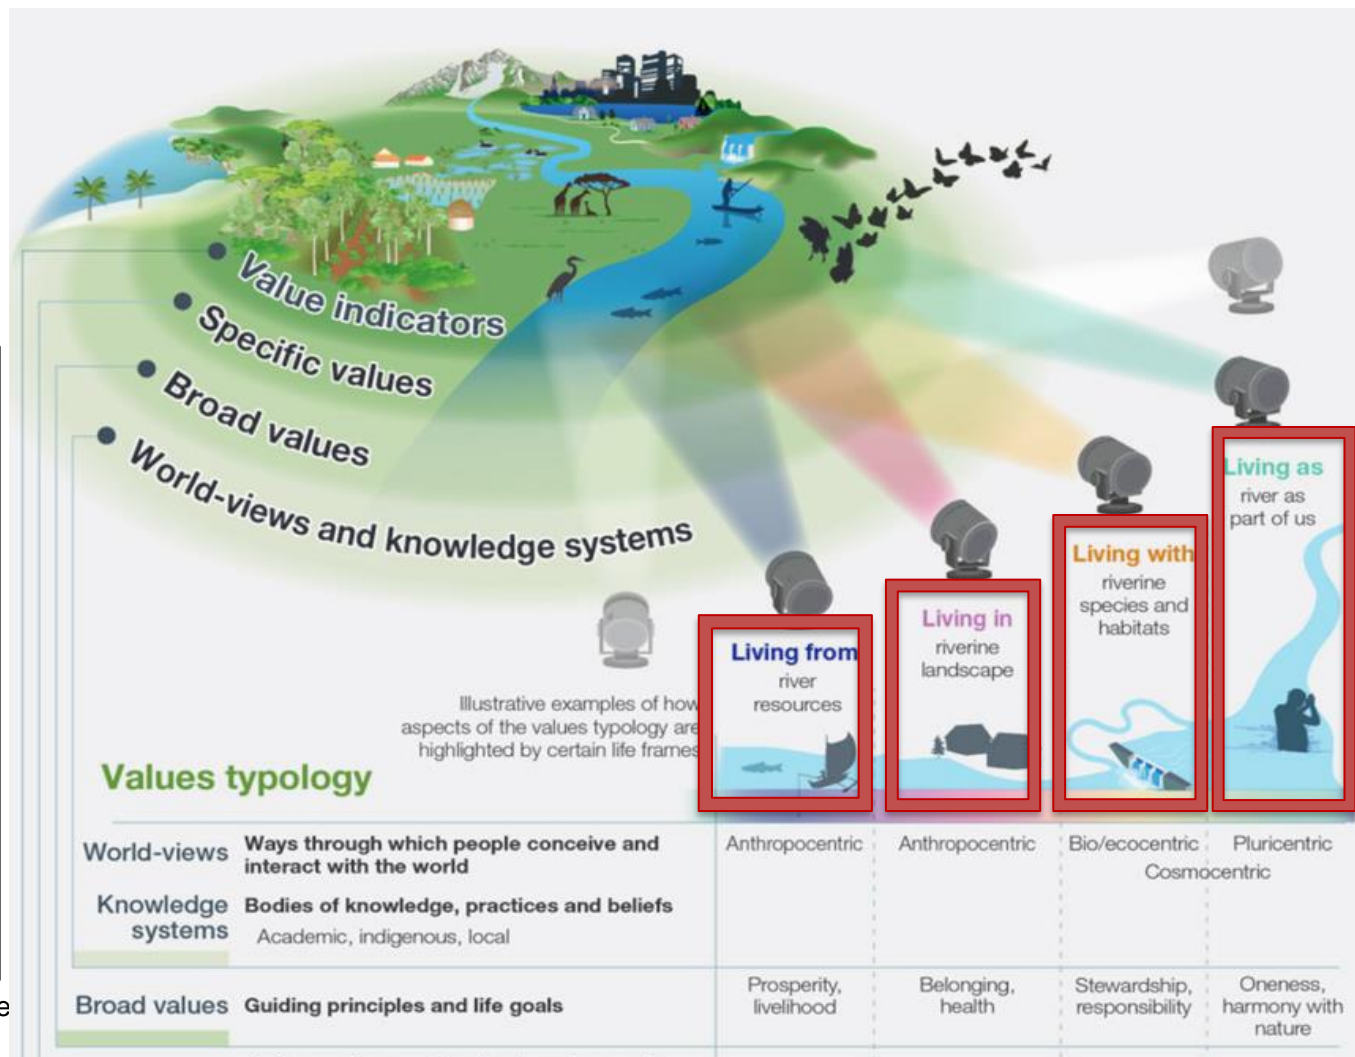 Value indicators
Specific values
Broad values
World-views and knowledge systems
Living as
river as
part of us
Living with
riverine
species and
habitats
Living in
riverine
landscape
Living from
river
resources
Illustrative examples of how
aspects of the values typology are
highlighted by certain life frames
Values typology
World-views
Ways through which people conceive and
interact with the world
Anthropocentric
Anthropocentric
Bio/ecocentric
Pluricentric
Cosmocentric
Knowledge
systems
Bodies of knowledge, practices and beliefs
Academic, indigenous, local
Broad values
Guiding principles and life goals
Prosperity,
livelihood
Belonging,
health
Stewardship,
responsibility
Oneness,
harmony with
nature
e